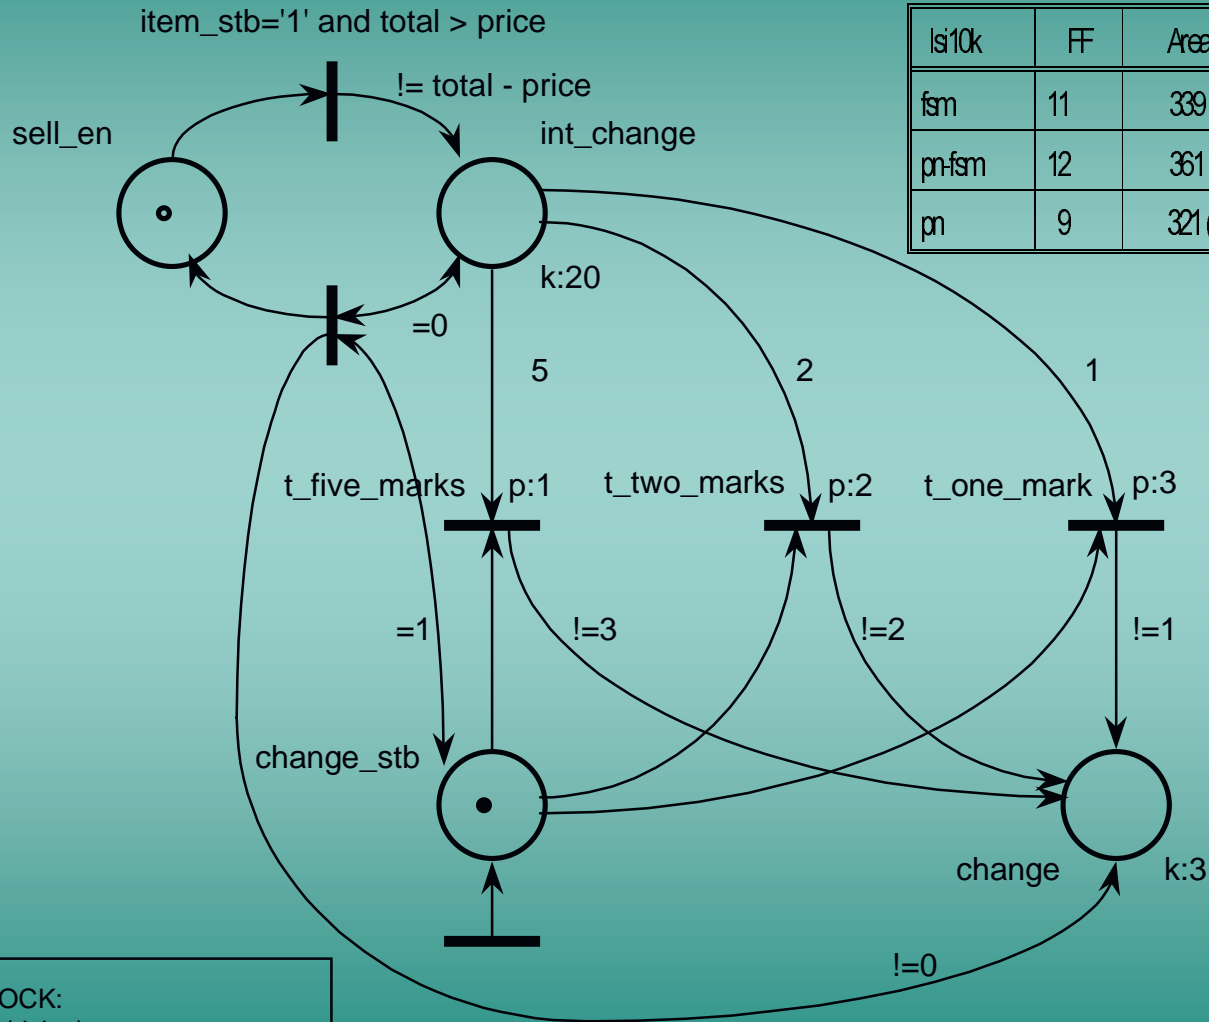 item_stb='1' and total > price
!= total - price
sell_en
int_change
k:20
=0
5
2
1
t_five_marks
p:1
t_two_marks
p:2
t_one_mark
p:3
=1
!=3
!=2
!=1
change_stb
change
k:3
!=0
lsi10k FF Area
fsm 11 339
pn-fsm 12 361
pn 9 321 (
OCK: